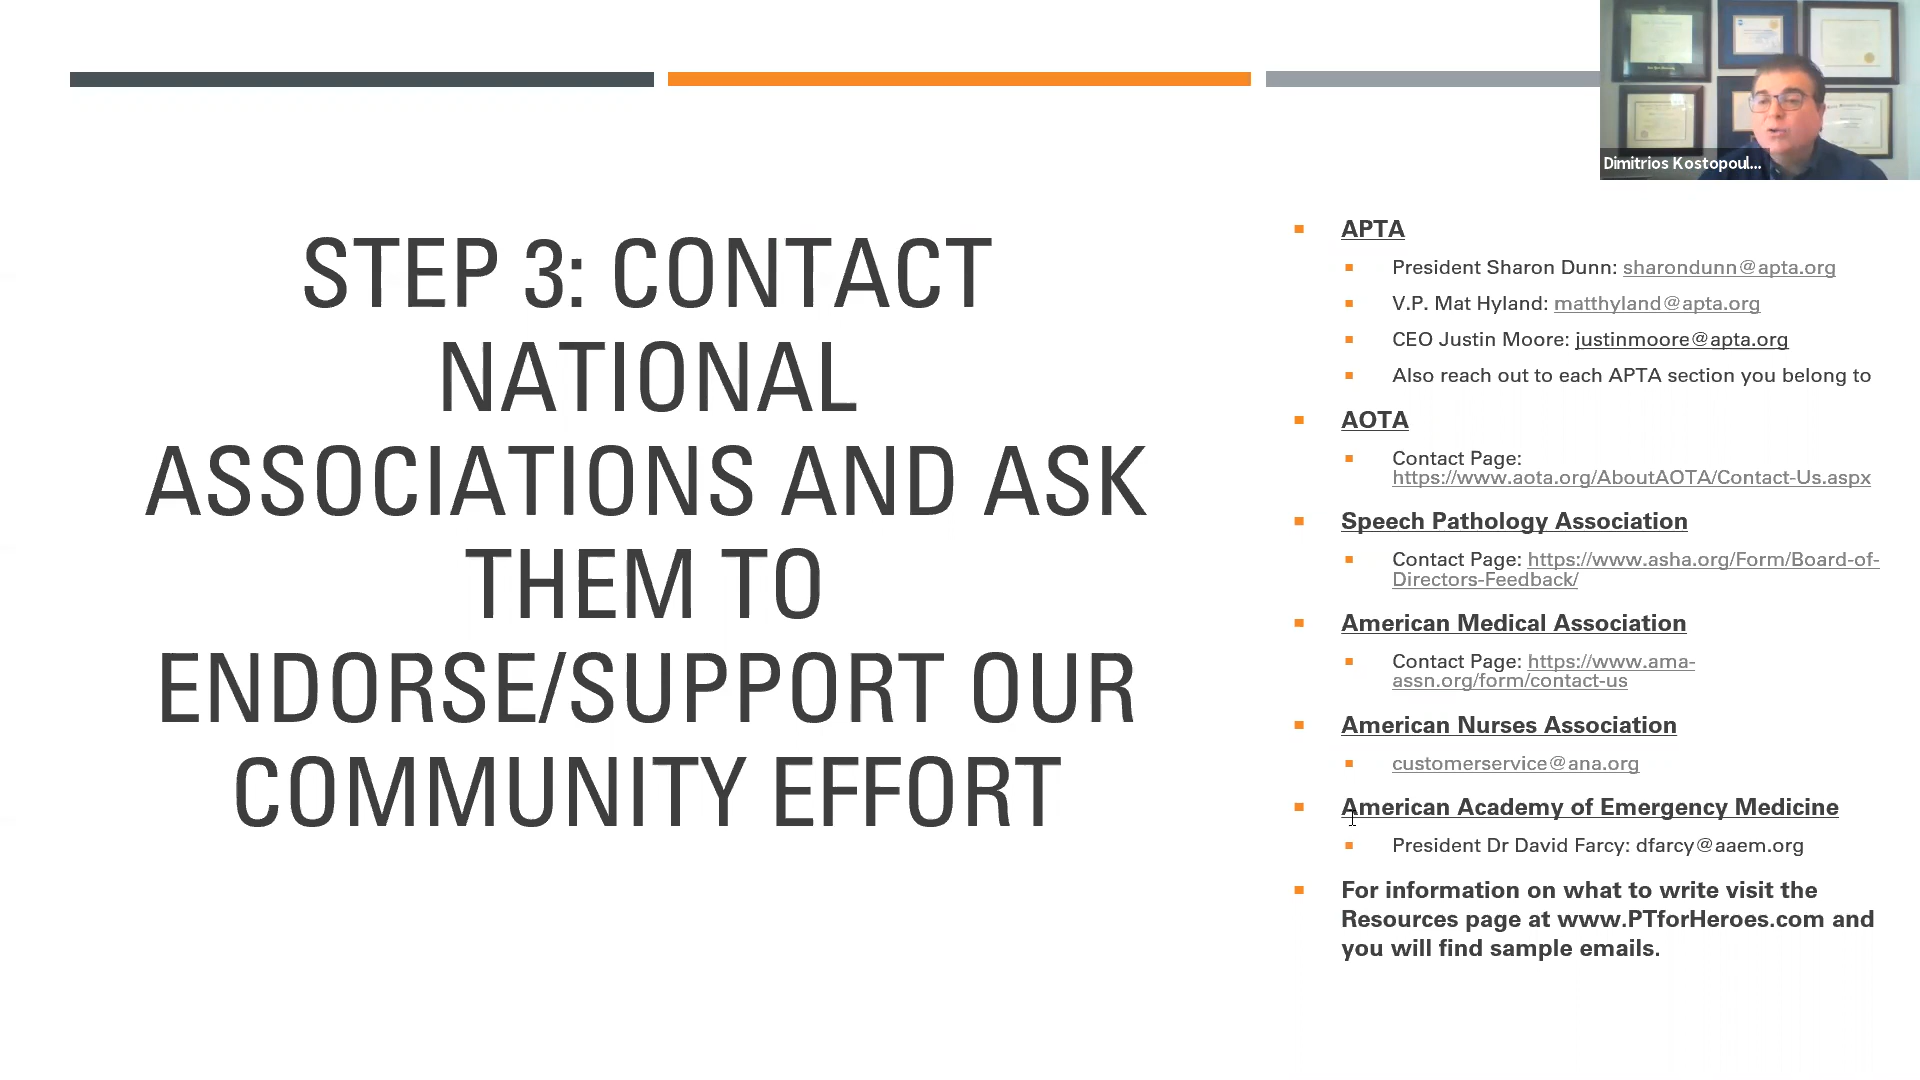 Dimitrios Kostopoul...
STEP 3: CONTACT
NATIONAL
ASSOCIATIONS AND ASK
THEM TO
ENDORSE/SUPPORT OUR
COMMUNITY EFFORT
APTA
President Sharon Dunn: sharondunn@apta.org
V.P. Mat Hyland: matthyland@apta.org
CEO Justin Moore: justinmoore@apta.org
Also reach out to each APTA section you belong to
AOTA
Contact Page:
https://www.aota.org/AboutAOTA/Contact-Us.aspx
Speech Pathology Association
Contact Page: https://www.asha.org/Form/Board-of-
Directors-Feedback/
American Medical Association
Contact Page: https://www.ama-
assn.org/form/contact-us
American Nurses Association
customerservice@ana.org
American Academy of Emergency Medicine
President Dr David Farcy: dfarcy@aaem.org
For information on what to write visit the
Resources page at www.PTforHeroes.com and
you will find sample emails.